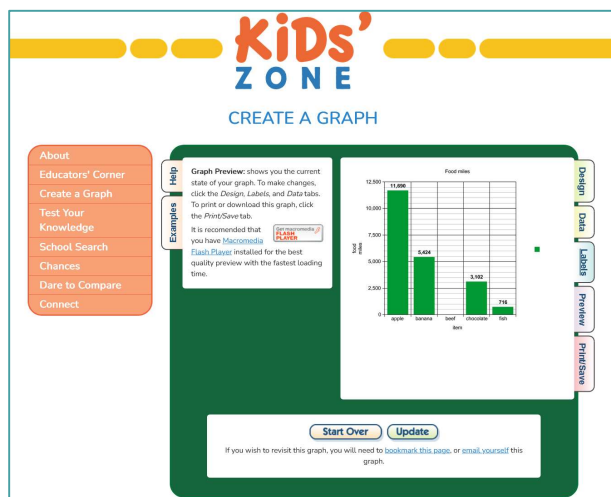 KiDS'
ZONE
CREATE A GRAPH
About
Educators' Corner
Create a Graph
Test Your
Knowledge
School Search
Chances
Dare to Compare
Connect
Help
Examples
Graph Preview: shows you the current
state of your graph. To make changes,
click the Design, Labels, and Data tabs.
To print or download this graph, click
the Print/Save tab.
It is recomended that
you have Macromedia
Flash Player installed for the best
quality preview with the fastest loading
time.
Get macromedia
FLASH
PLAYER
Food miles
12,500
10,000
7,500
5,000
2,500
0
food
miles
11,690
5,424
3,102
716
apple
banana
beef
chocolate
fish
item
Design
Data
Labels
Preview
Print/Save
Start Over
Update
If you wish to revisit this graph, you will need to bookmark this page, or email yourself this
graph.